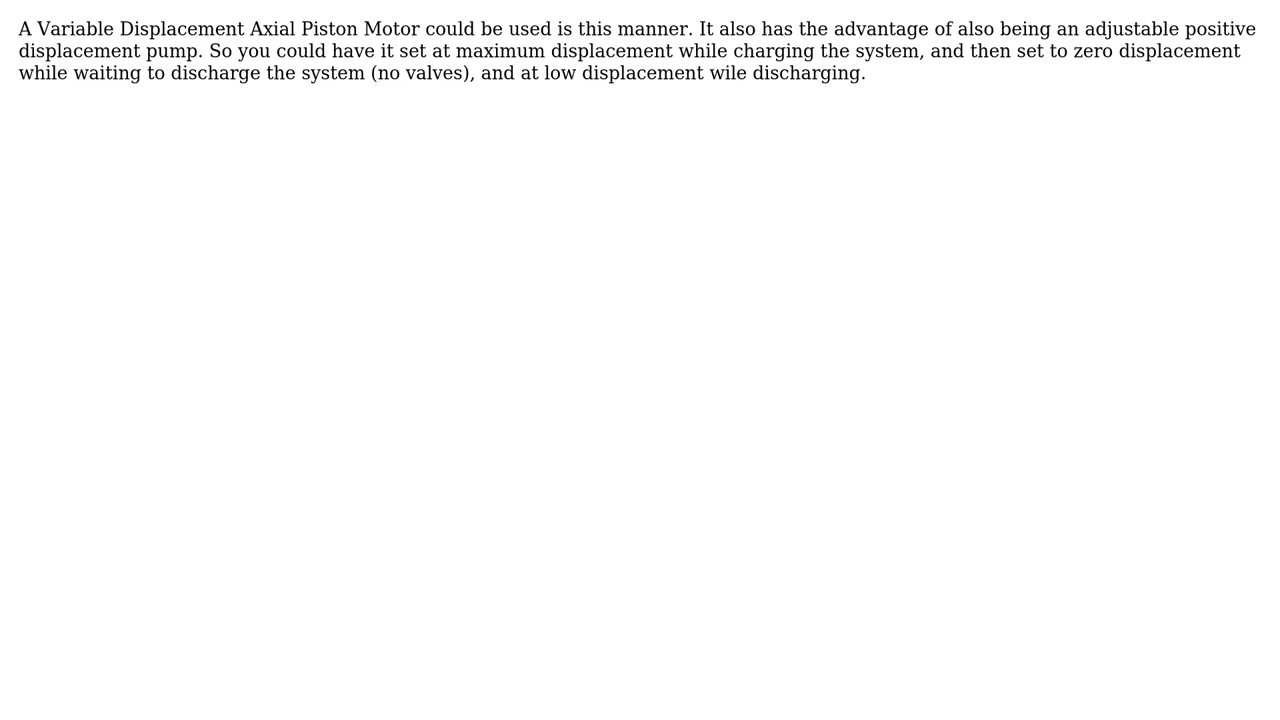 A Variable Displacement Axial Piston Motor could be used is this manner. It also has the advantage of also being an adjustable positive
displacement pump. So you could have it set at maximum displacement while charging the system, and then set to zero displacement
while waiting to discharge the system (no valves), and at low displacement wile discharging.